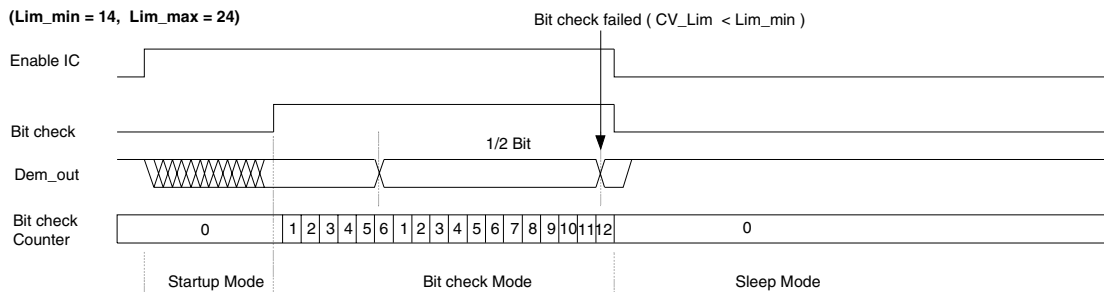 (Lim_min = 14, Lim_max = 24)
Bit check failed ( CV_Lim < Lim_min )
Enable IC
Bit check
1/2 Bit
Dem_out
Bit check
Counter
0 1 2 3 4 5 6 1 2 3 4 5 6 7 8 9 10 11 12 0
Startup Mode Bit check Mode Sleep Mode